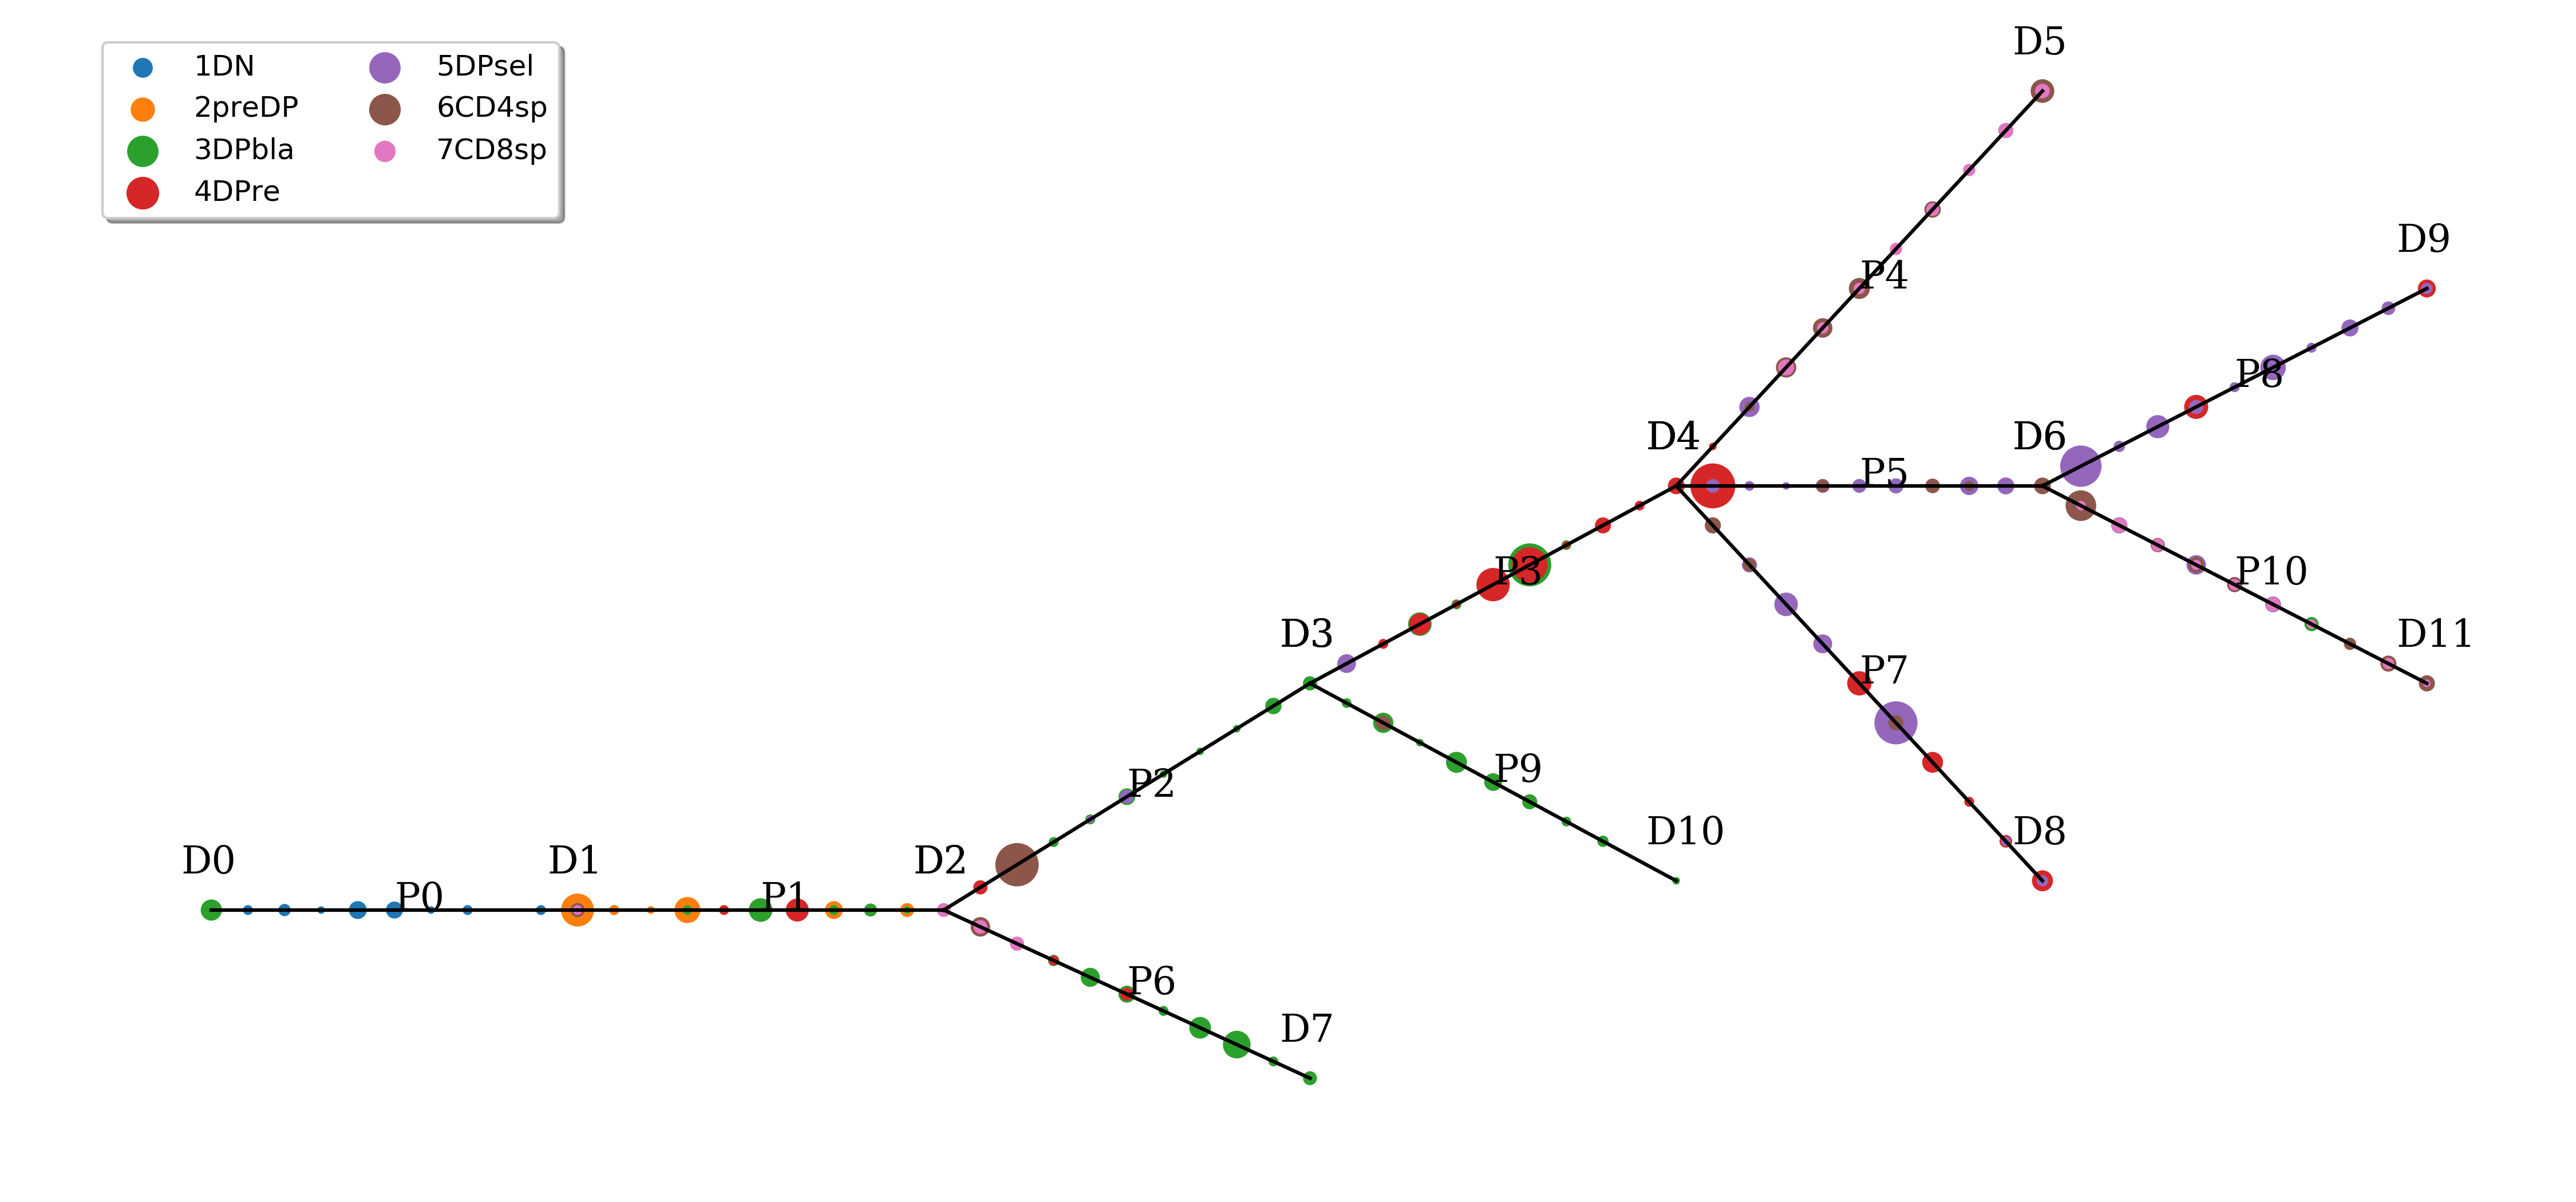 1DN
2preDP
3DPbla
4DPre
5DPsel
6CD4sp
7CD8sp
D5
D9
P4
P8
D4
P5
D6
P3
P10
D3
D11
P7
P9
P2
D10
D8
D0
P0
D1
P1
D2
P6
D7